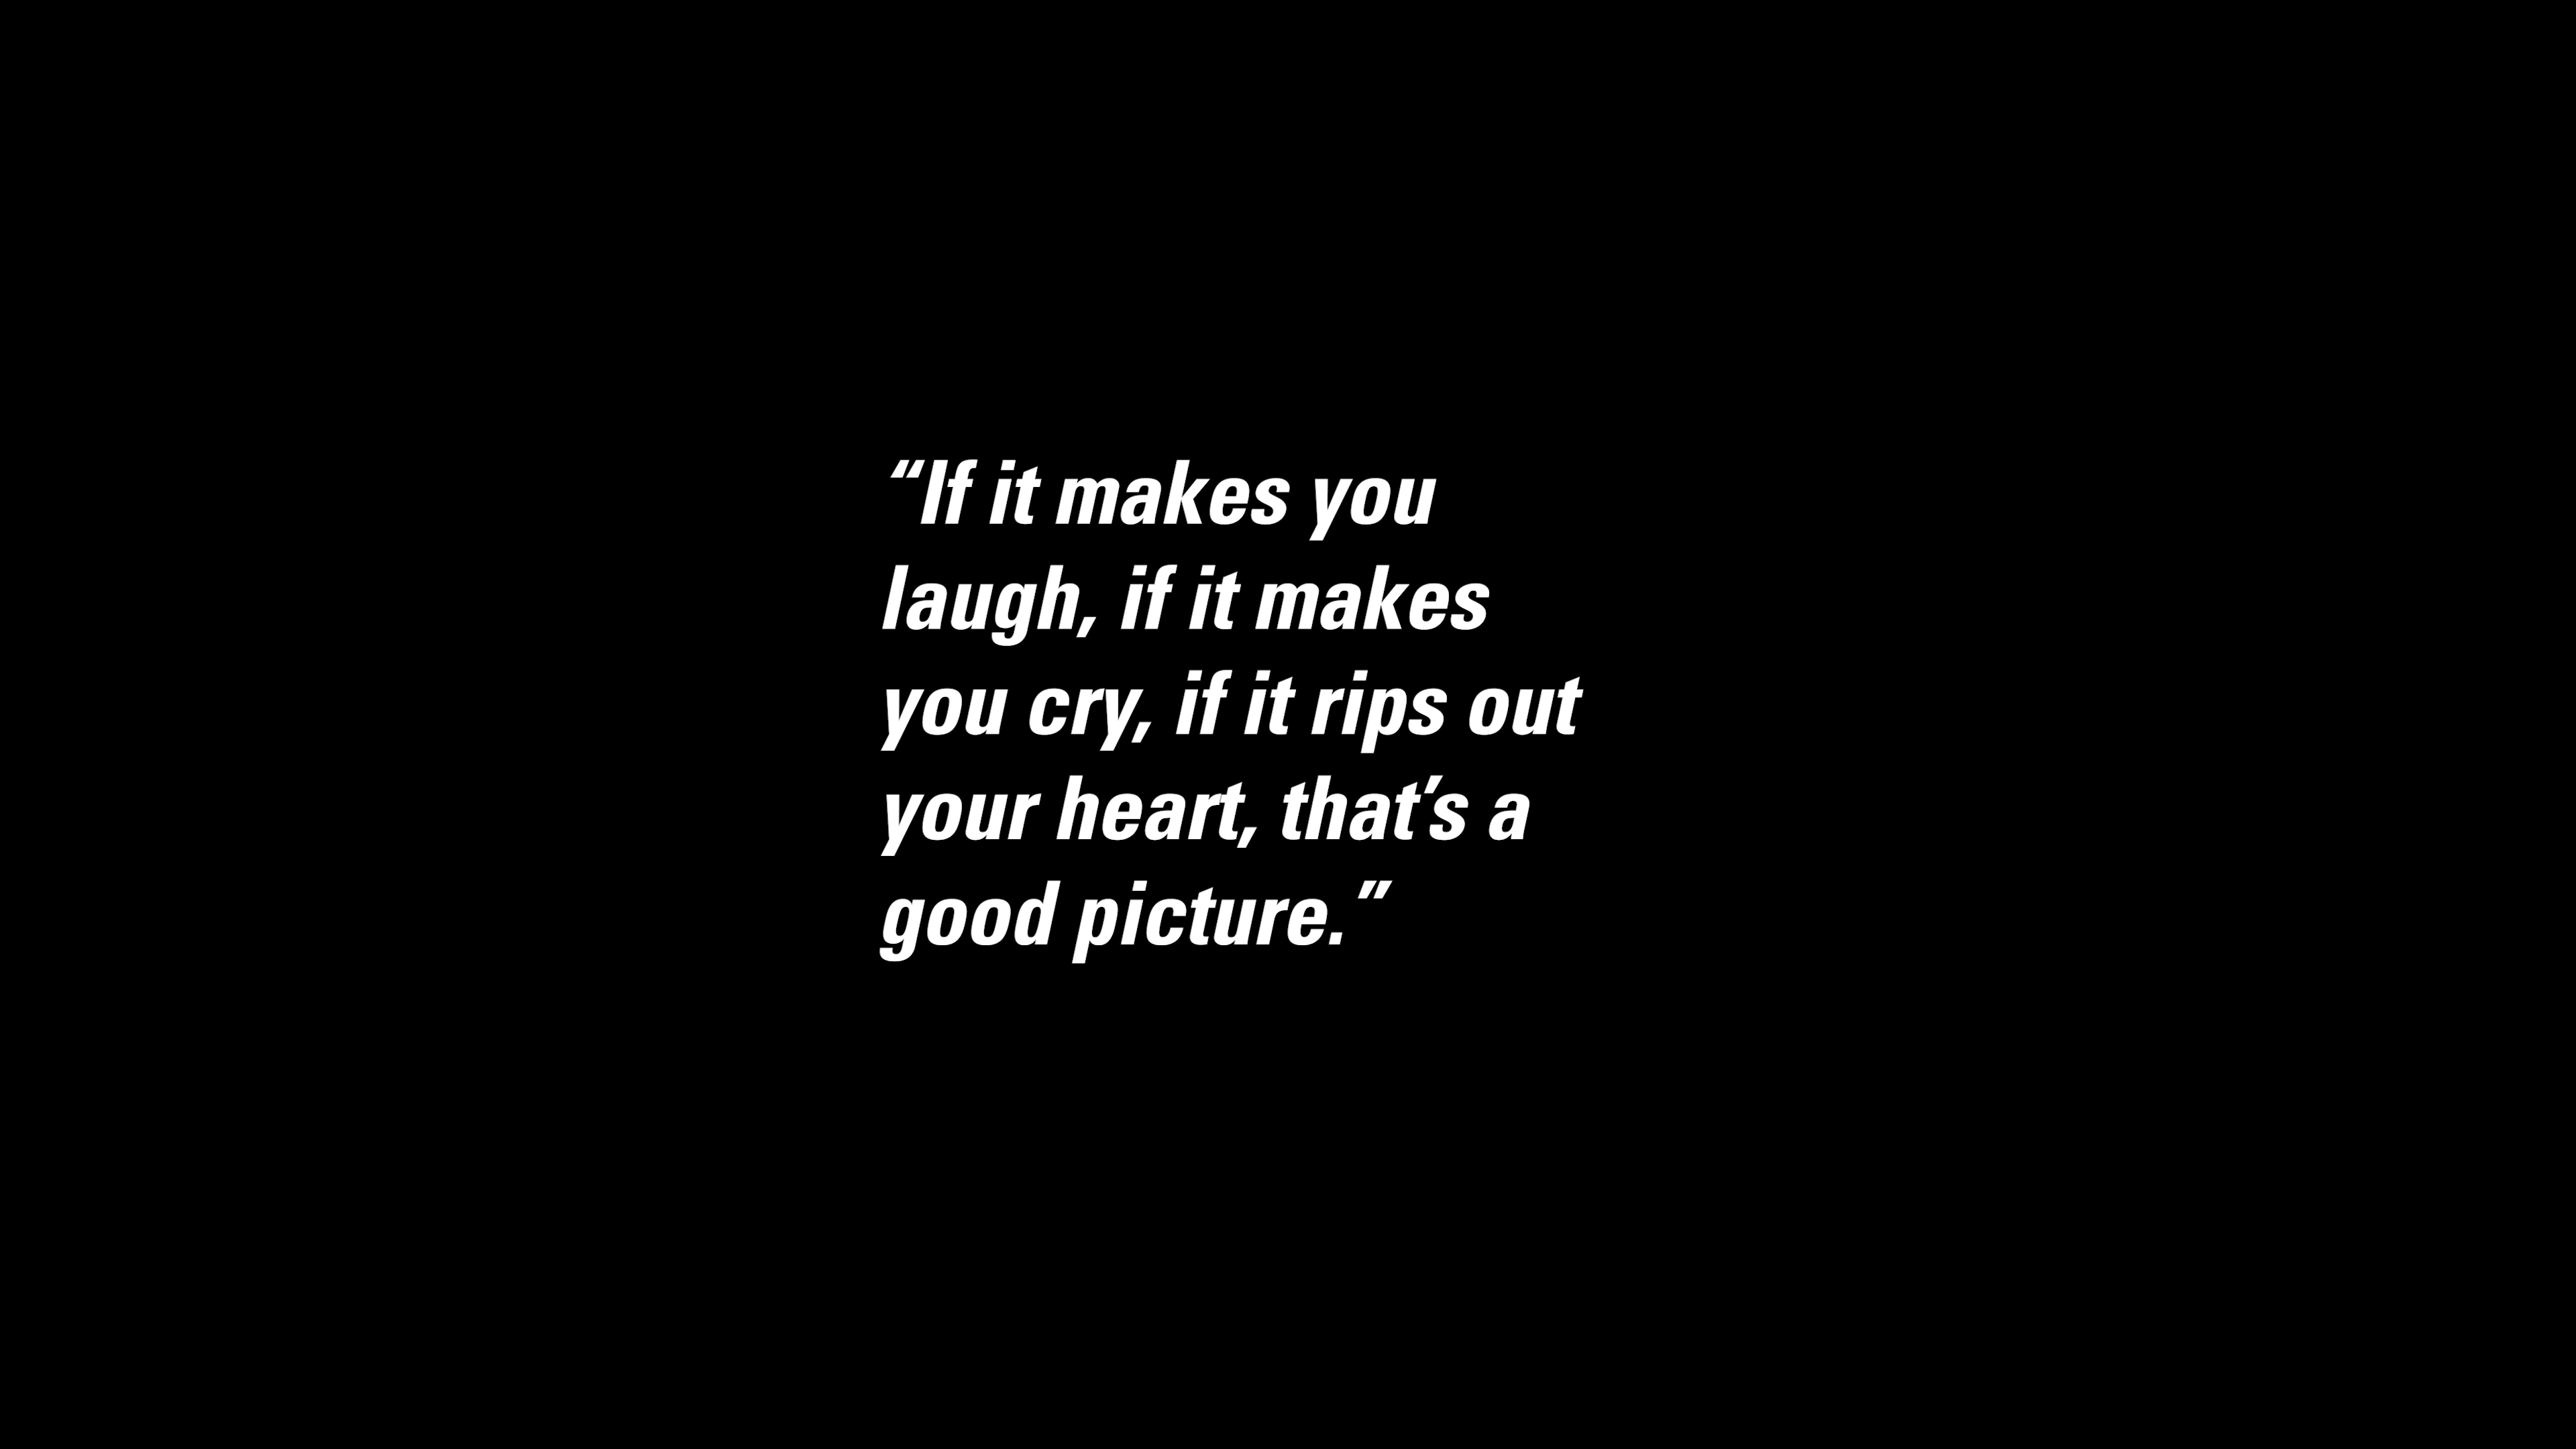 “If it makes you
laugh, if it makes
you cry, if it rips out
your heart, that’s a
good picture.”